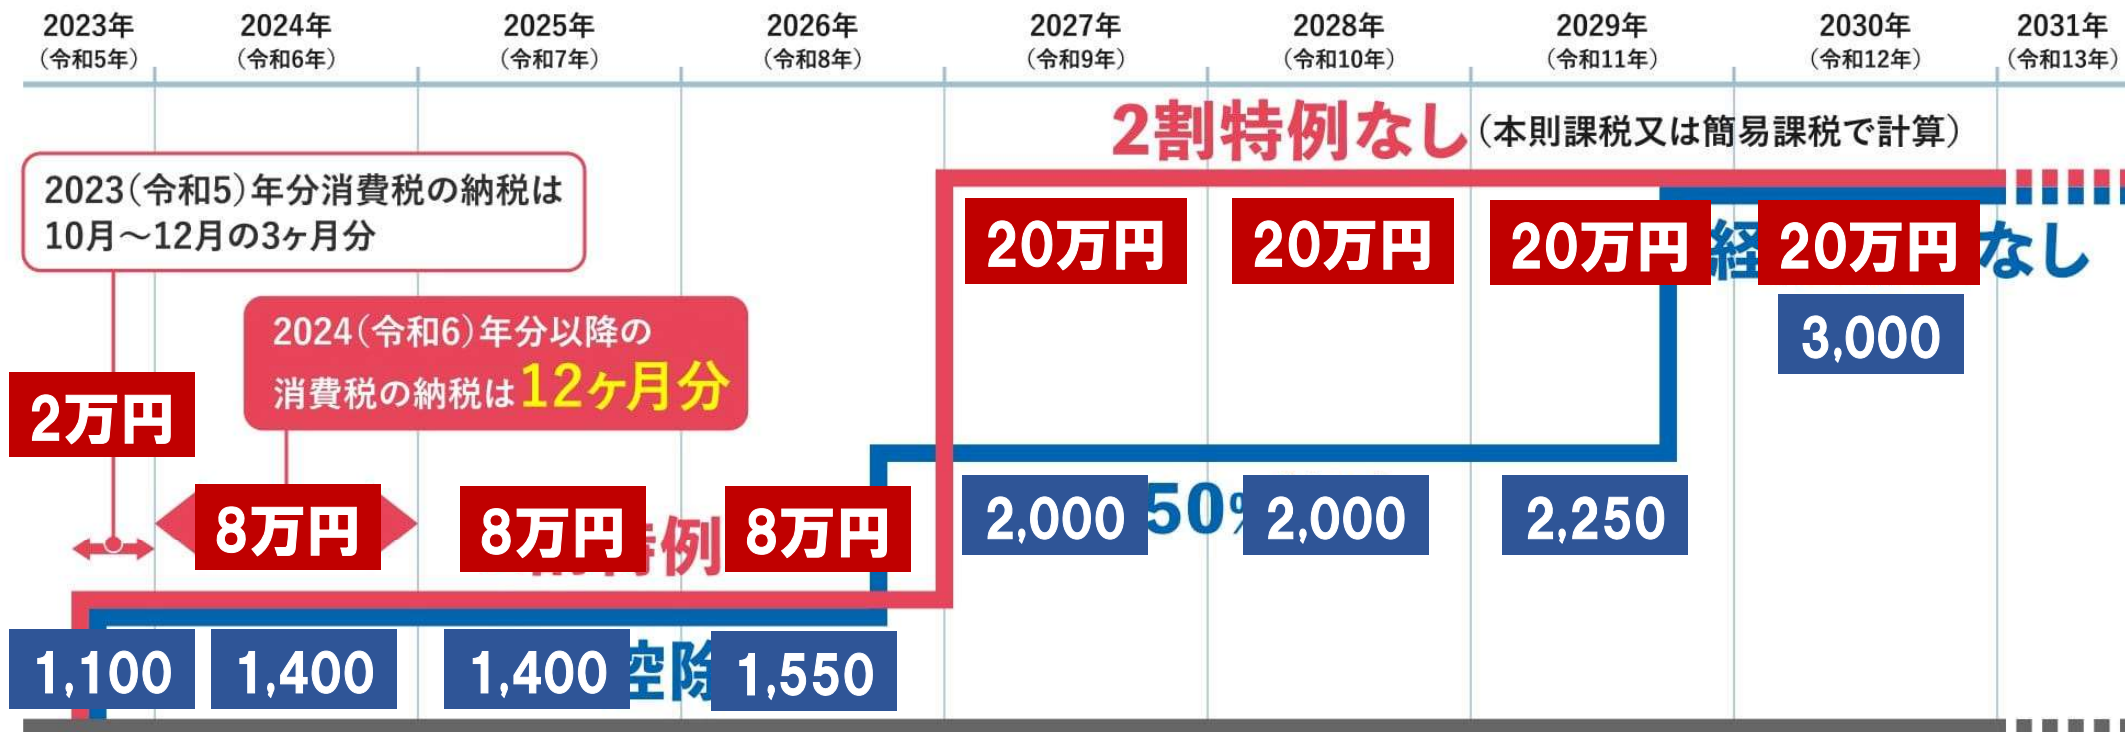 2023年
(令和5年)
2024年
(令和6年)
2025年
(令和7年)
2026年
(令和8年)
2027年
(令和9年)
2028年
(令和10年)
2029年
(令和11年)
2030年
(令和12年)
2031年
(令和13年)
2割特例なし(本則課税又は簡易課税で計算)
2023(令和5)年分消費税の納税は
10月〜12月の3ヶ月分
2024(令和6)年分以降の
消費税の納税は12ヶ月分
20万円
20万円
20万円
経
20万円
なし
3,000
2万円
8万円
8万円
特例
8万円
2,000
50%
2,000
2,250
1,100
1,400
1,400
控除
1,550